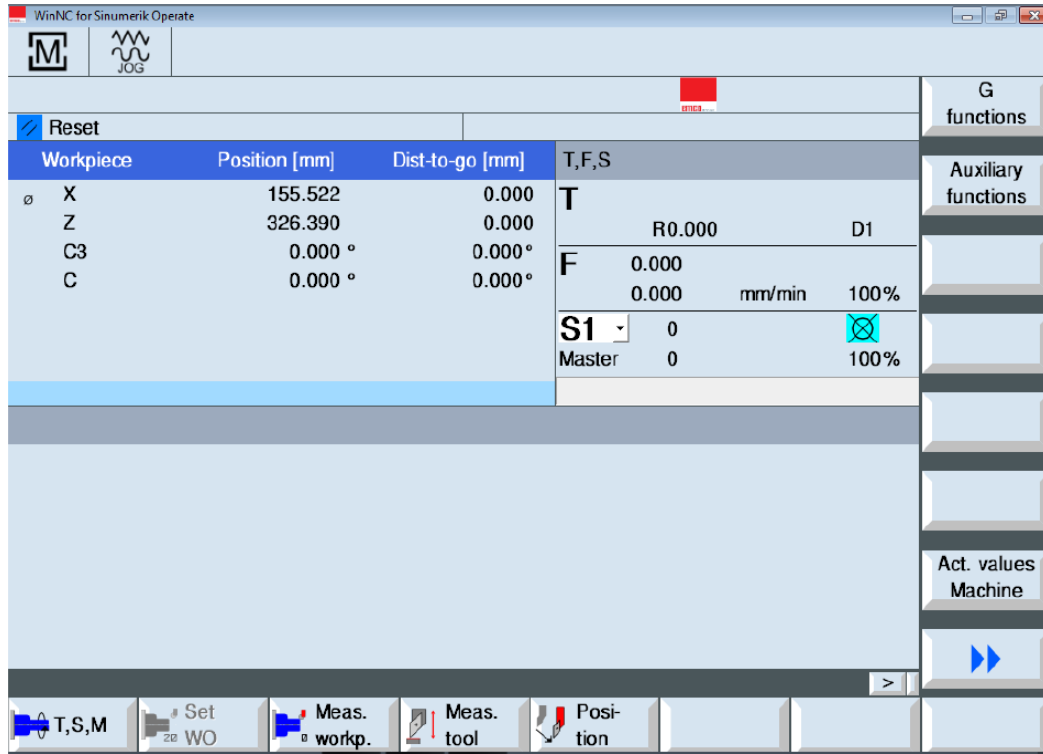 WinNC for Sinumerik Operate
M
JOG
emco
G
functions
Reset
Workpiece Position [mm] Dist-to-go [mm] T,F,S
Auxiliary
functions
ø X 155.522 0.000
Z 326.390 0.000
C3 0.000 ° 0.000°
C 0.000 ° 0.000°
T
R0.000 D1
F 0.000
0.000 mm/min 100%
S1 0
Master 0 100%
Act. values
Machine
>
T,S,M
Set
WO
Meas.
workp.
Meas.
tool
Posi-
tion